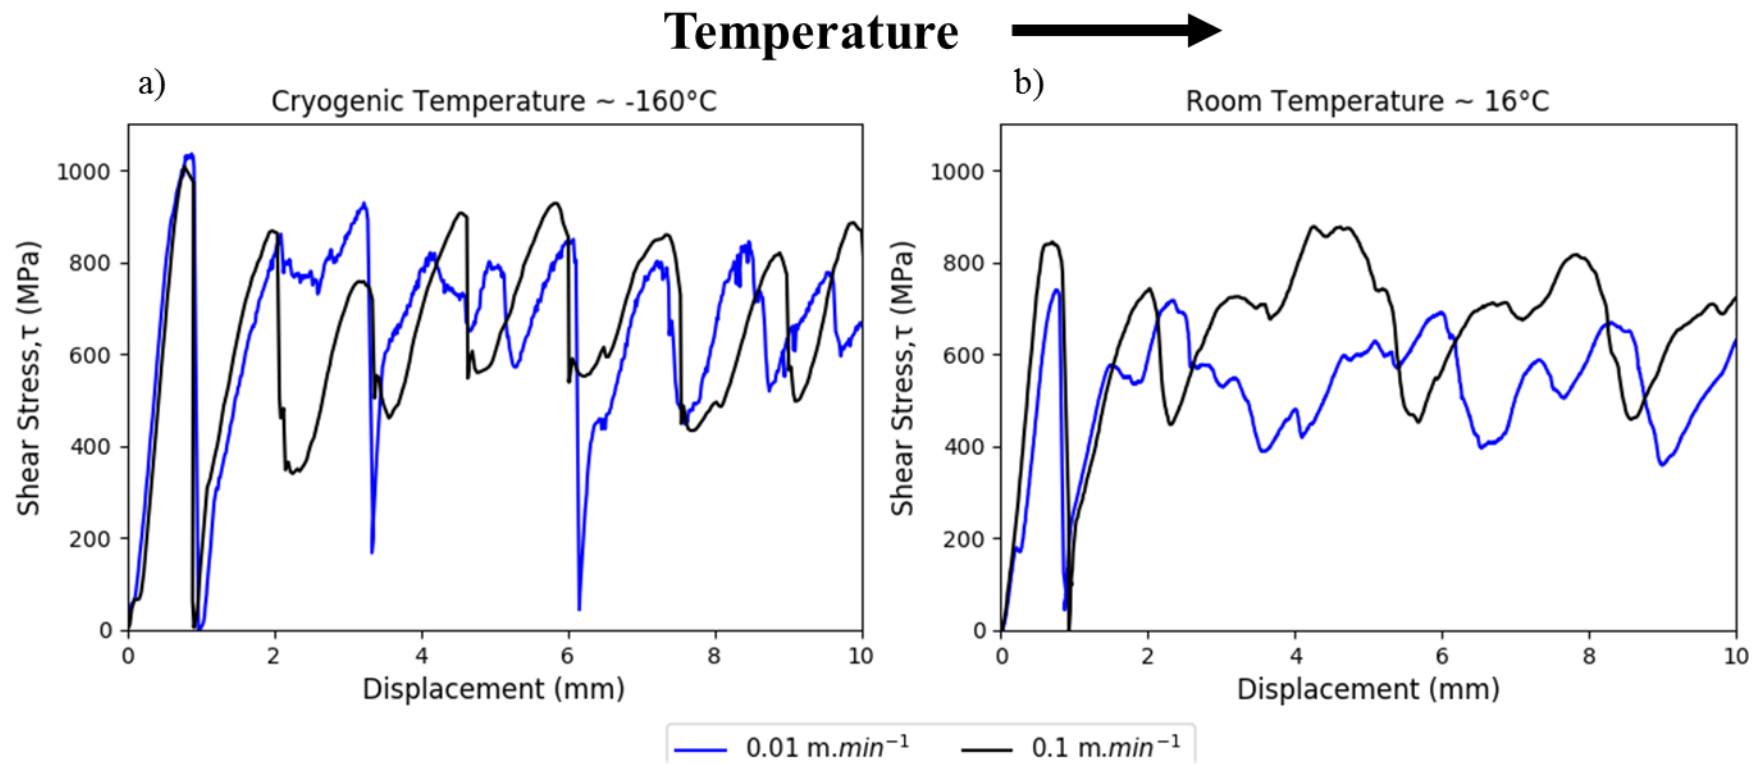 Temperature
a)
Cryogenic Temperature ~ -160°C
1000
800
600
400
200
0
Shear Stress,τ (MPa)
0 2 4 6 8 10
Displacement (mm)
b)
Room Temperature ~ 16°C
1000
800
600
400
200
0
Shear Stress,τ (MPa)
0 2 4 6 8 10
Displacement (mm)
0.01 m.min⁻¹ 0.1 m.min⁻¹